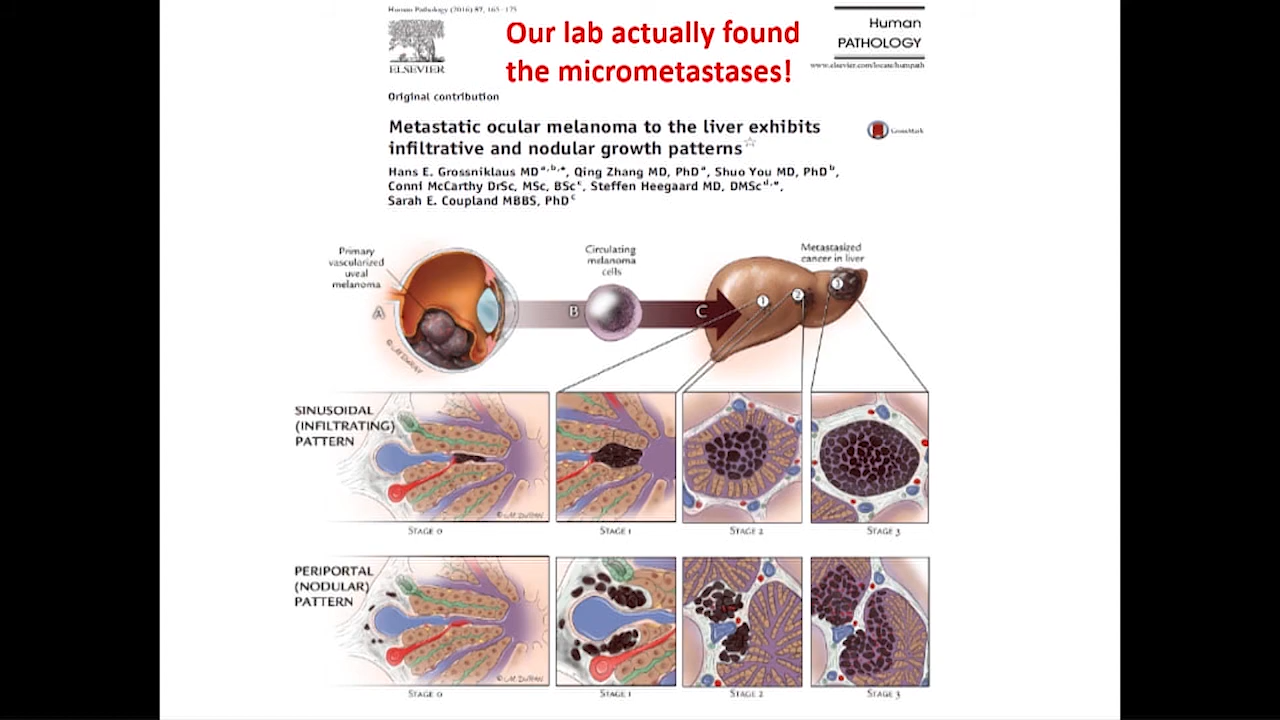 Human Pathology (2016) 57, 165–175
Our lab actually found
the micrometastases!
ELSEVIER
Human
PATHOLOGY
www.elsevier.com/locate/humpath
Original contribution
Metastatic ocular melanoma to the liver exhibits
infiltrative and nodular growth patterns☆
CrossMark
Hans E. Grossniklaus MD a,b,*, Qing Zhang MD, PhD a, Shuo You MD, PhD b,
Conni McCarthy DrSc, MSc, BSc c, Steffen Heegaard MD, DMSc d,e,
Sarah E. Coupland MBBS, PhD c
Primary
vascularized
uveal
melanoma
Circulating
melanoma
cells
Metastasized
cancer in liver
A
B
C
1
2
3
SINUSOIDAL
(INFILTRATING)
PATTERN
STAGE 0
STAGE 1
STAGE 2
STAGE 3
PERIPORTAL
(NODULAR)
PATTERN
STAGE 0
STAGE 1
STAGE 2
STAGE 3